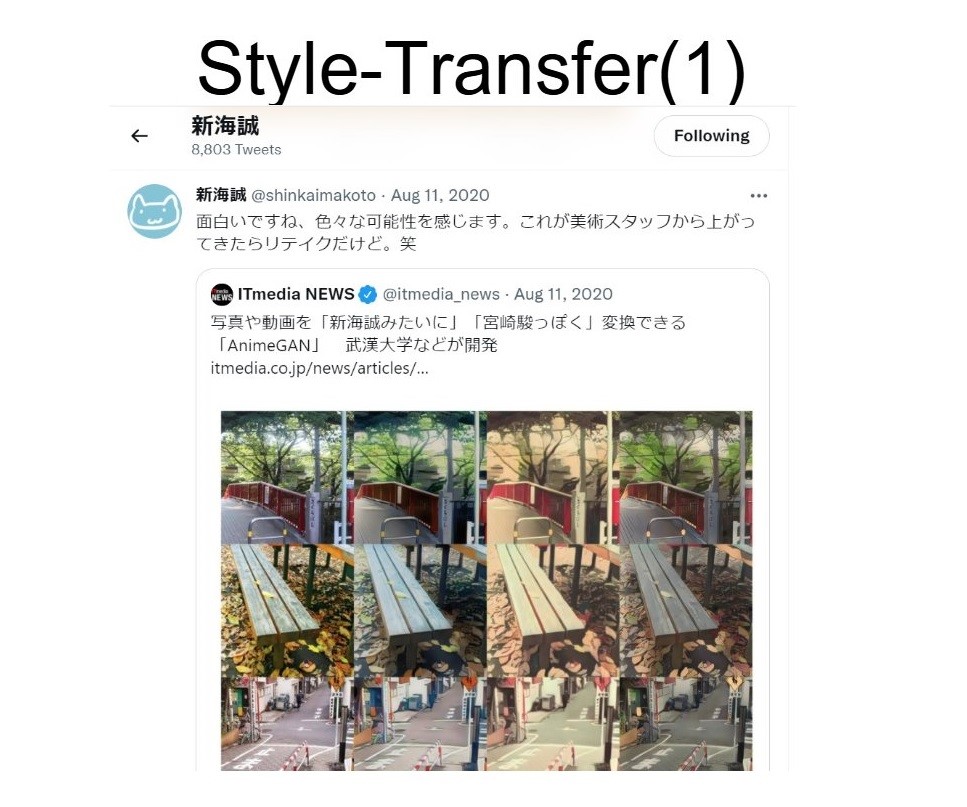 Style-Transfer(1)
新海誠
8,803 Tweets
Following
新海誠 @shinkaimakoto · Aug 11, 2020
面白いですね、色々な可能性を感じます。これが美術スタッフから上がっ
てきたらリテイクだけど。笑
ITmedia NEWS @itmedia_news · Aug 11, 2020
写真や動画を「新海誠みたいに」「宮崎駿っぽく」変換できる
「AnimeGAN」　武漢大学などが開発
itmedia.co.jp/news/articles/...